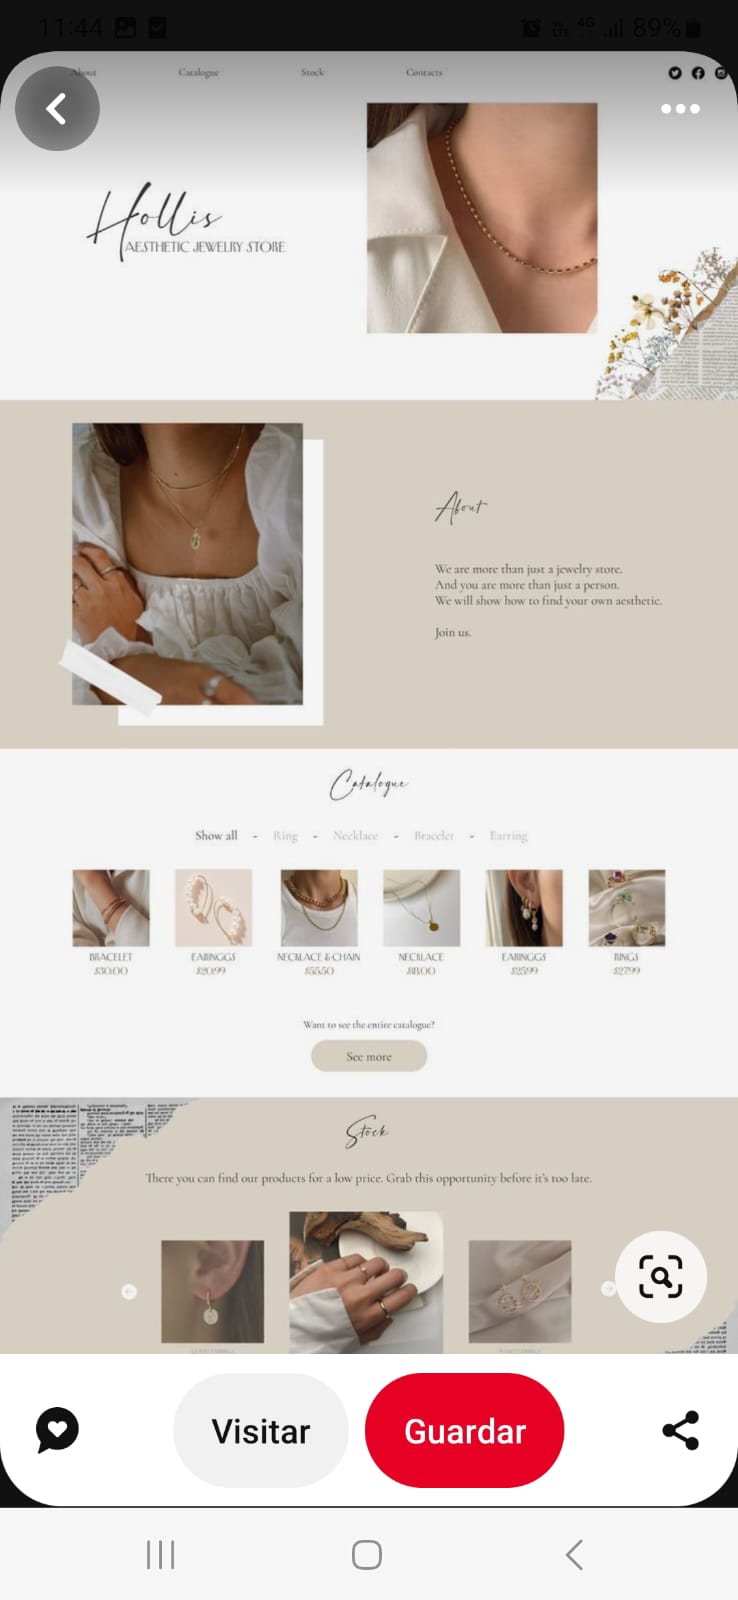 11:44
4G
89%
About
Catalogue
Stock
Contacts
Hollis
AESTHETIC JEWELRY STORE
About
We are more than just a jewelry store.
And you are more than just a person.
We will show how to find your own aesthetic.
Join us.
Catalogue
Show all - Ring - Necklace - Bracelet - Earring
BRACELET
$30.00
EARINGGS
$20.99
NECKLACE & CHAIN
$55.50
NECKLACE
$18.00
EARINGGS
$25.99
RINGS
$27.99
Want to see the entire catalogue?
See more
Stock
There you can find our products for a low price. Grab this opportunity before it's too late.
Visitar
Guardar